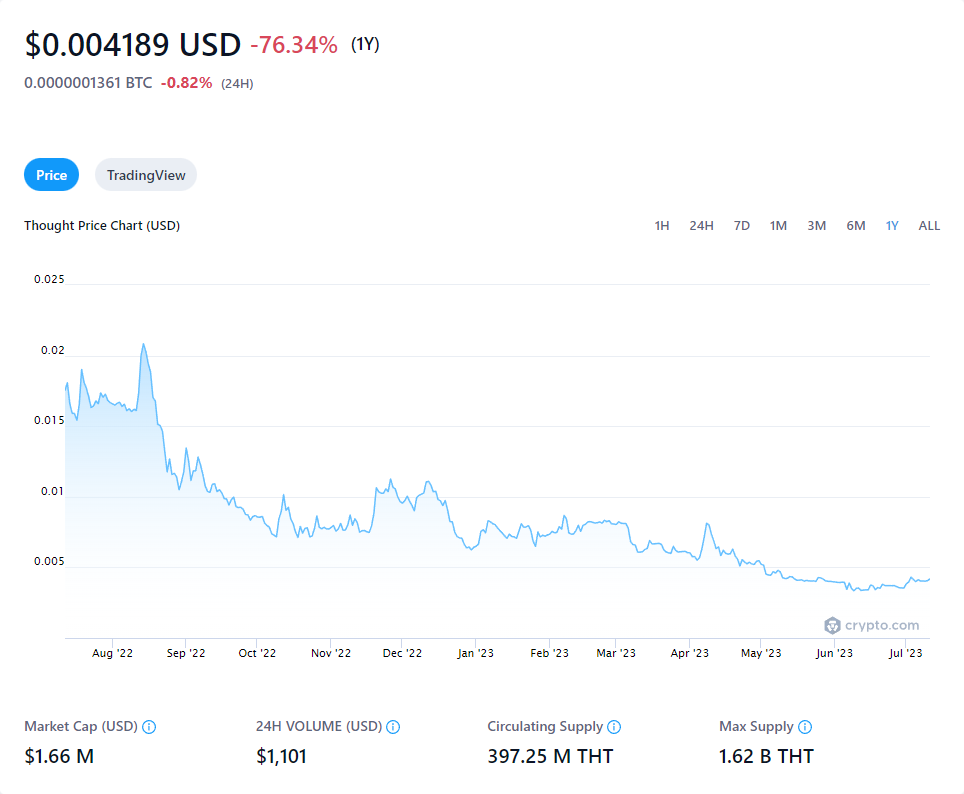 $0.004189 USD -76.34% (1Y)
0.0000001361 BTC -0.82% (24H)
Price TradingView
Thought Price Chart (USD) 1H 24H 7D 1M 3M 6M 1Y ALL
0.025
0.02
0.015
0.01
0.005
crypto.com
Aug '22 Sep '22 Oct '22 Nov '22 Dec '22 Jan '23 Feb '23 Mar '23 Apr '23 May '23 Jun '23 Jul '23
Market Cap (USD) 24H VOLUME (USD) Circulating Supply Max Supply
$1.66 M $1,101 397.25 M THT 1.62 B THT